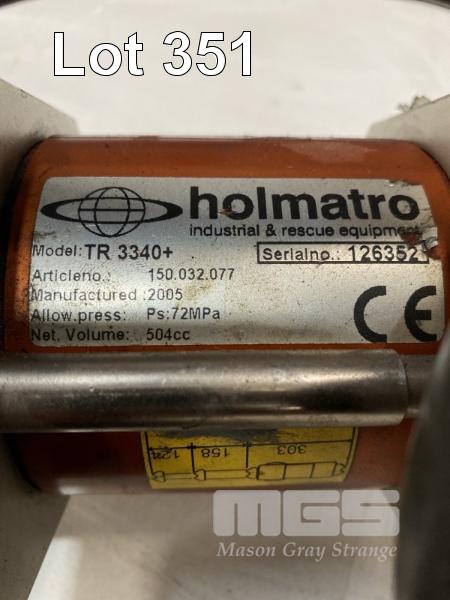 Lot 351
holmatro
industrial & rescue equipment
Model: TR 3340+ Serialno.: 126352
Articleno.: 150.032.077
Manufactured :2005
Allow.press: Ps:72MPa
Net. Volume: 504cc
CE
303
158
MGS
Mason Gray Strange